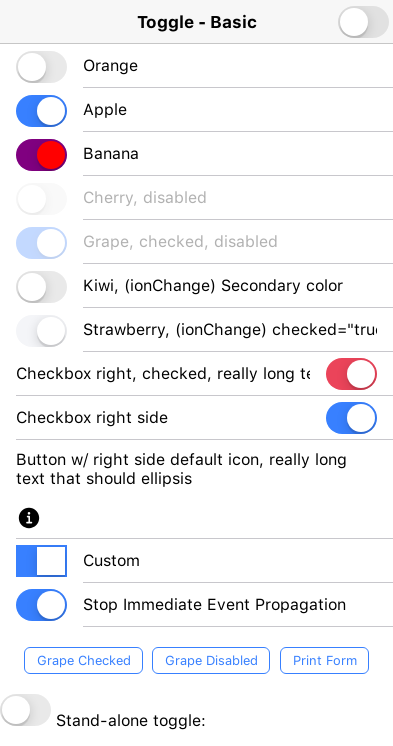 Toggle - Basic
Orange
Apple
Banana
Cherry, disabled
Grape, checked, disabled
Kiwi, (ionChange) Secondary color
Strawberry, (ionChange) checked="true
Checkbox right, checked, really long te
Checkbox right side
Button w/ right side default icon, really long
text that should ellipsis
Custom
Stop Immediate Event Propagation
Grape Checked Grape Disabled Print Form
Stand-alone toggle: